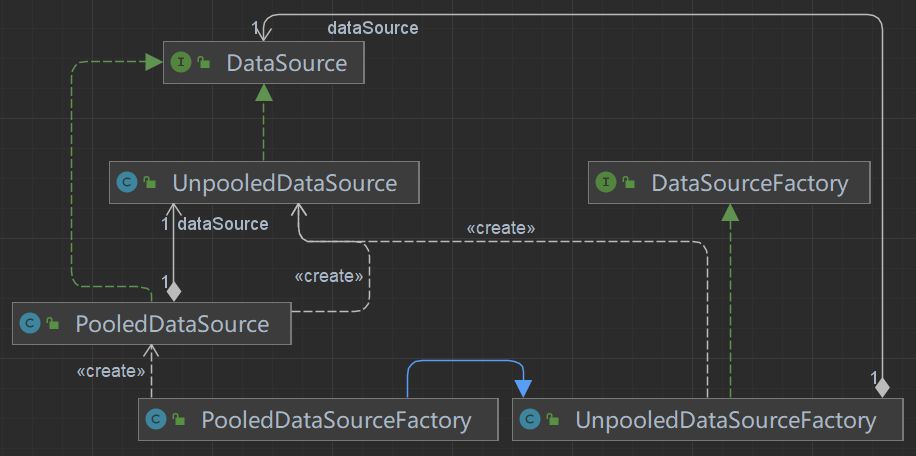 1 dataSource
I DataSource
C UnpooledDataSource
I DataSourceFactory
1 dataSource
«create»
«create»
1
C PooledDataSource
«create»
1
C PooledDataSourceFactory
C UnpooledDataSourceFactory